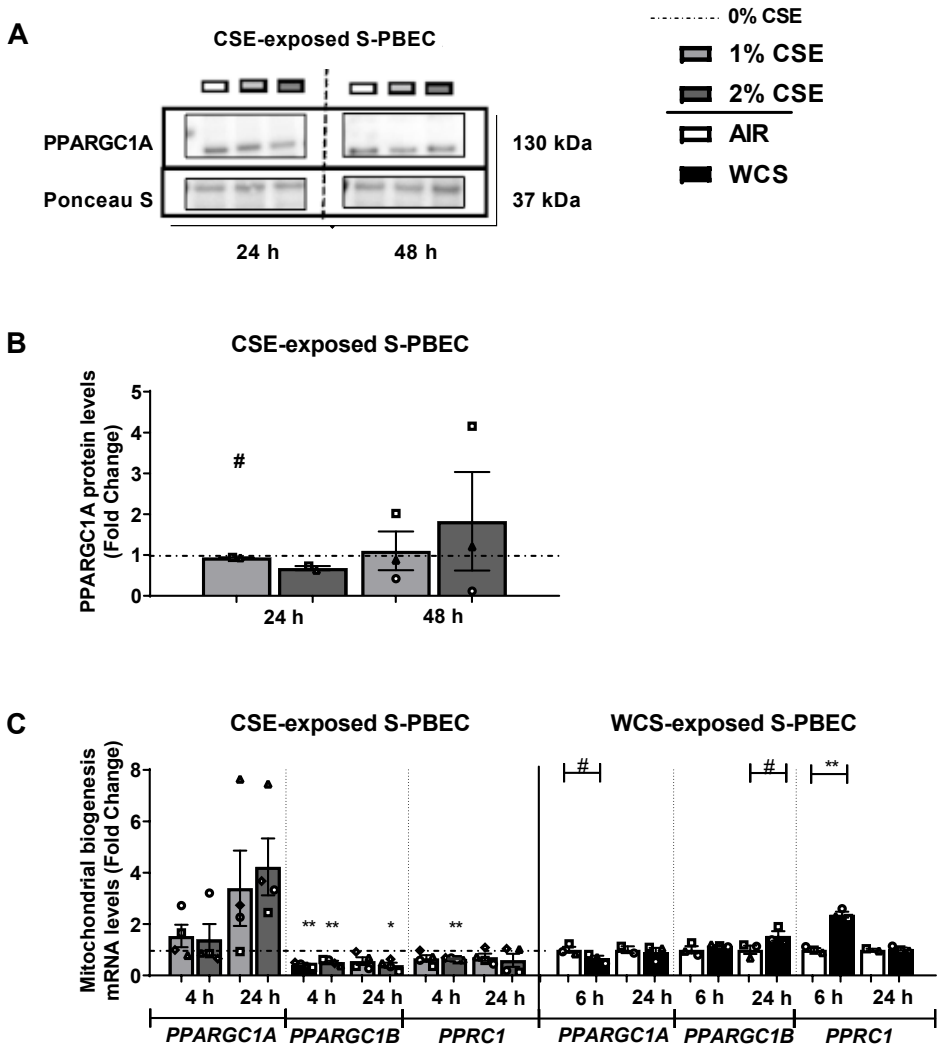 A
CSE-exposed S-PBEC
0% CSE
1% CSE
2% CSE
AIR
WCS
PPARGC1A
130 kDa
Ponceau S
37 kDa
24 h
48 h
B
CSE-exposed S-PBEC
PPARGC1A protein levels
(Fold Change)
5
4
3
2
1
0
#
24 h
48 h
C
CSE-exposed S-PBEC
WCS-exposed S-PBEC
Mitochondrial biogenesis
mRNA levels (Fold Change)
8
6
4
2
0
** ** * **
# # **
4 h 24 h 4 h 24 h 4 h 24 h 6 h 24 h 6 h 24 h 6 h 24 h
PPARGC1A PPARGC1B PPRC1 PPARGC1A PPARGC1B PPRC1